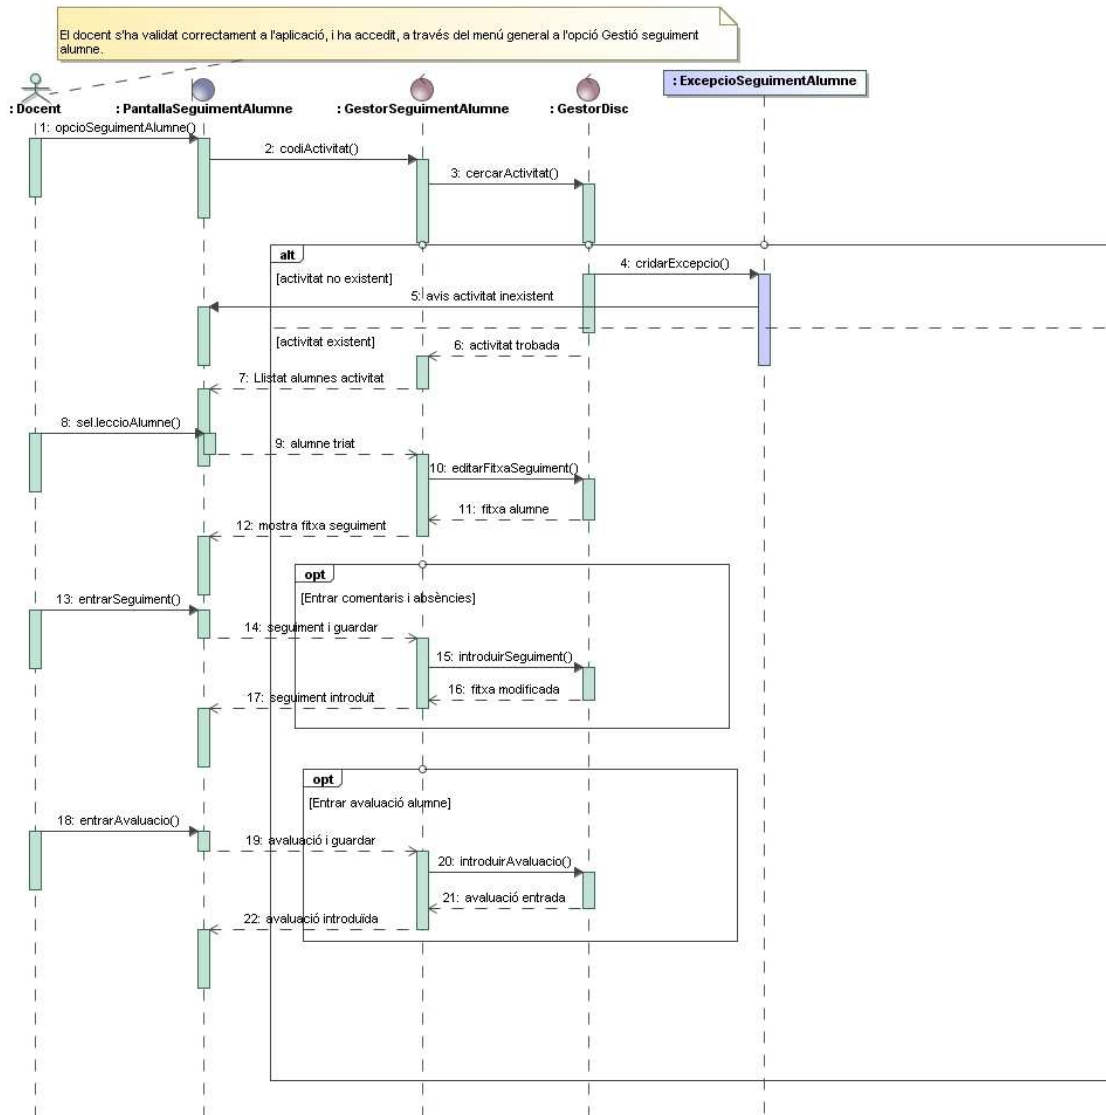 El docent s'ha validat correctament a l'aplicació, i ha accedit, a través del menú general a l'opció Gestió seguiment
alumne.
: ExcepcioSeguimentAlumne
: Docent
: PantallaSeguimentAlumne
: GestorSeguimentAlumne
: GestorDisc
1: opcioSeguimentAlumne()
2: codiActivitat()
3: cercarActivitat()
alt
4: cridarExcepcio()
[activitat no existent]
5: avis activitat inexistent
[activitat existent]
6: activitat trobada
7: Llistat alumnes activitat
8: sel.leccioAlumne()
9: alumne triat
10: editarFitxaSeguiment()
11: fitxa alumne
12: mostra fitxa seguiment
opt
[Entrar comentaris i absències]
13: entrarSeguiment()
14: seguiment i guardar
15: introduirSeguiment()
16: fitxa modificada
17: seguiment introduït
opt
[Entrar avaluació alumne]
18: entrarAvaluacio()
19: avaluació i guardar
20: introduirAvaluacio()
21: avaluació entrada
22: avaluació introduïda